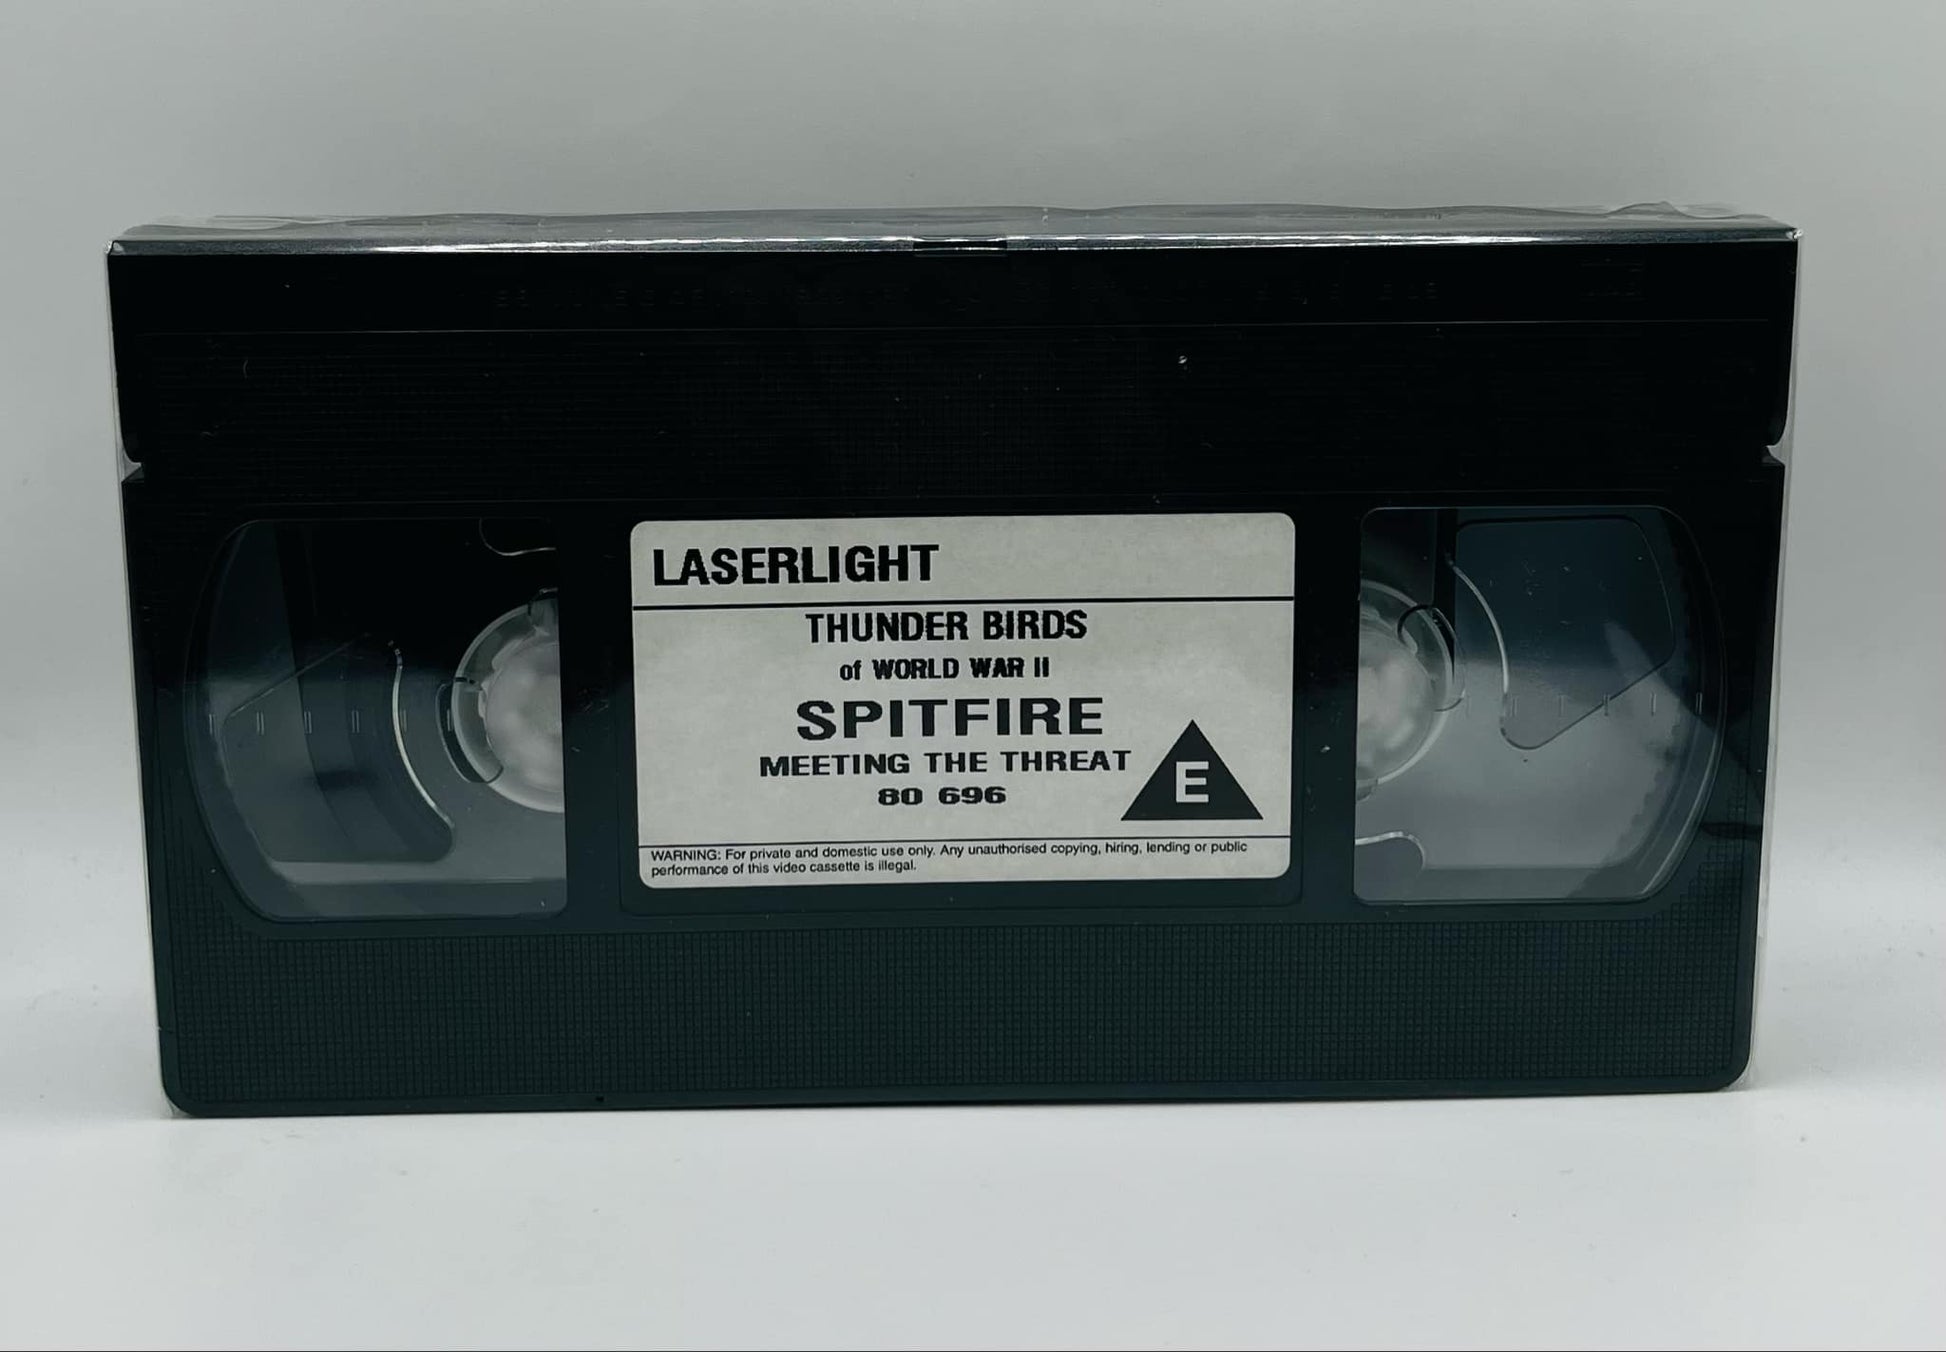 LASERLIGHT
THUNDER BIRDS
of WORLD WAR II
SPITFIRE
MEETING THE THREAT
80 696
E
WARNING: For private and domestic use only. Any unauthorised copying, hiring, lending or public
performance of this video cassette is illegal.